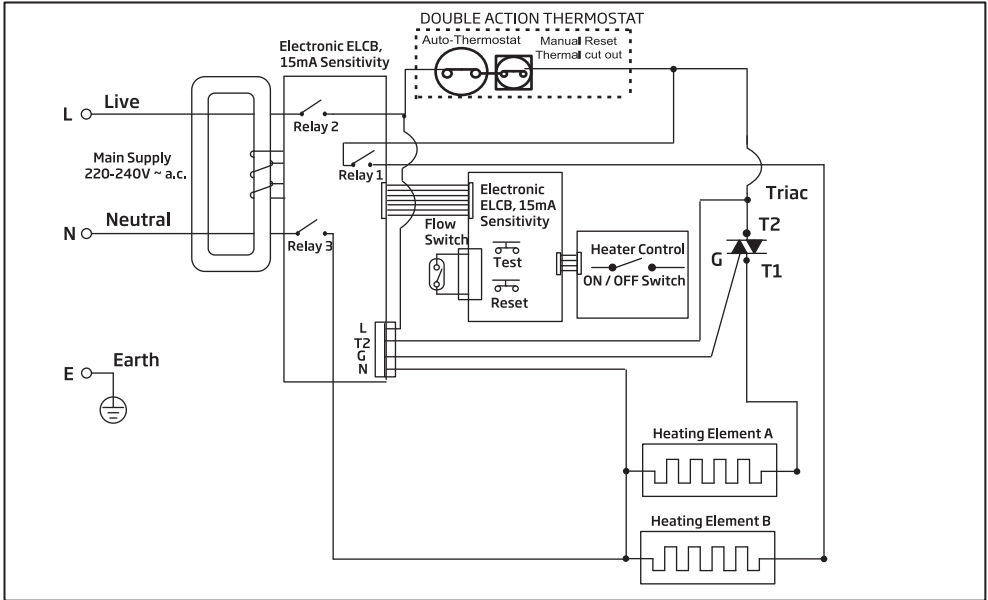 DOUBLE ACTION THERMOSTAT
Auto-Thermostat
Manual Reset
Thermal cut out
Electronic ELCB,
15mA Sensitivity
L
Live
Relay 2
Main Supply
220-240V ~ a.c.
Relay 1
Neutral
N
Relay 3
Electronic
ELCB, 15mA
Sensitivity
Flow
Switch
Test
Reset
Heater Control
ON / OFF Switch
Triac
T2
G
T1
L
T2
G
N
Earth
E
Heating Element A
Heating Element B